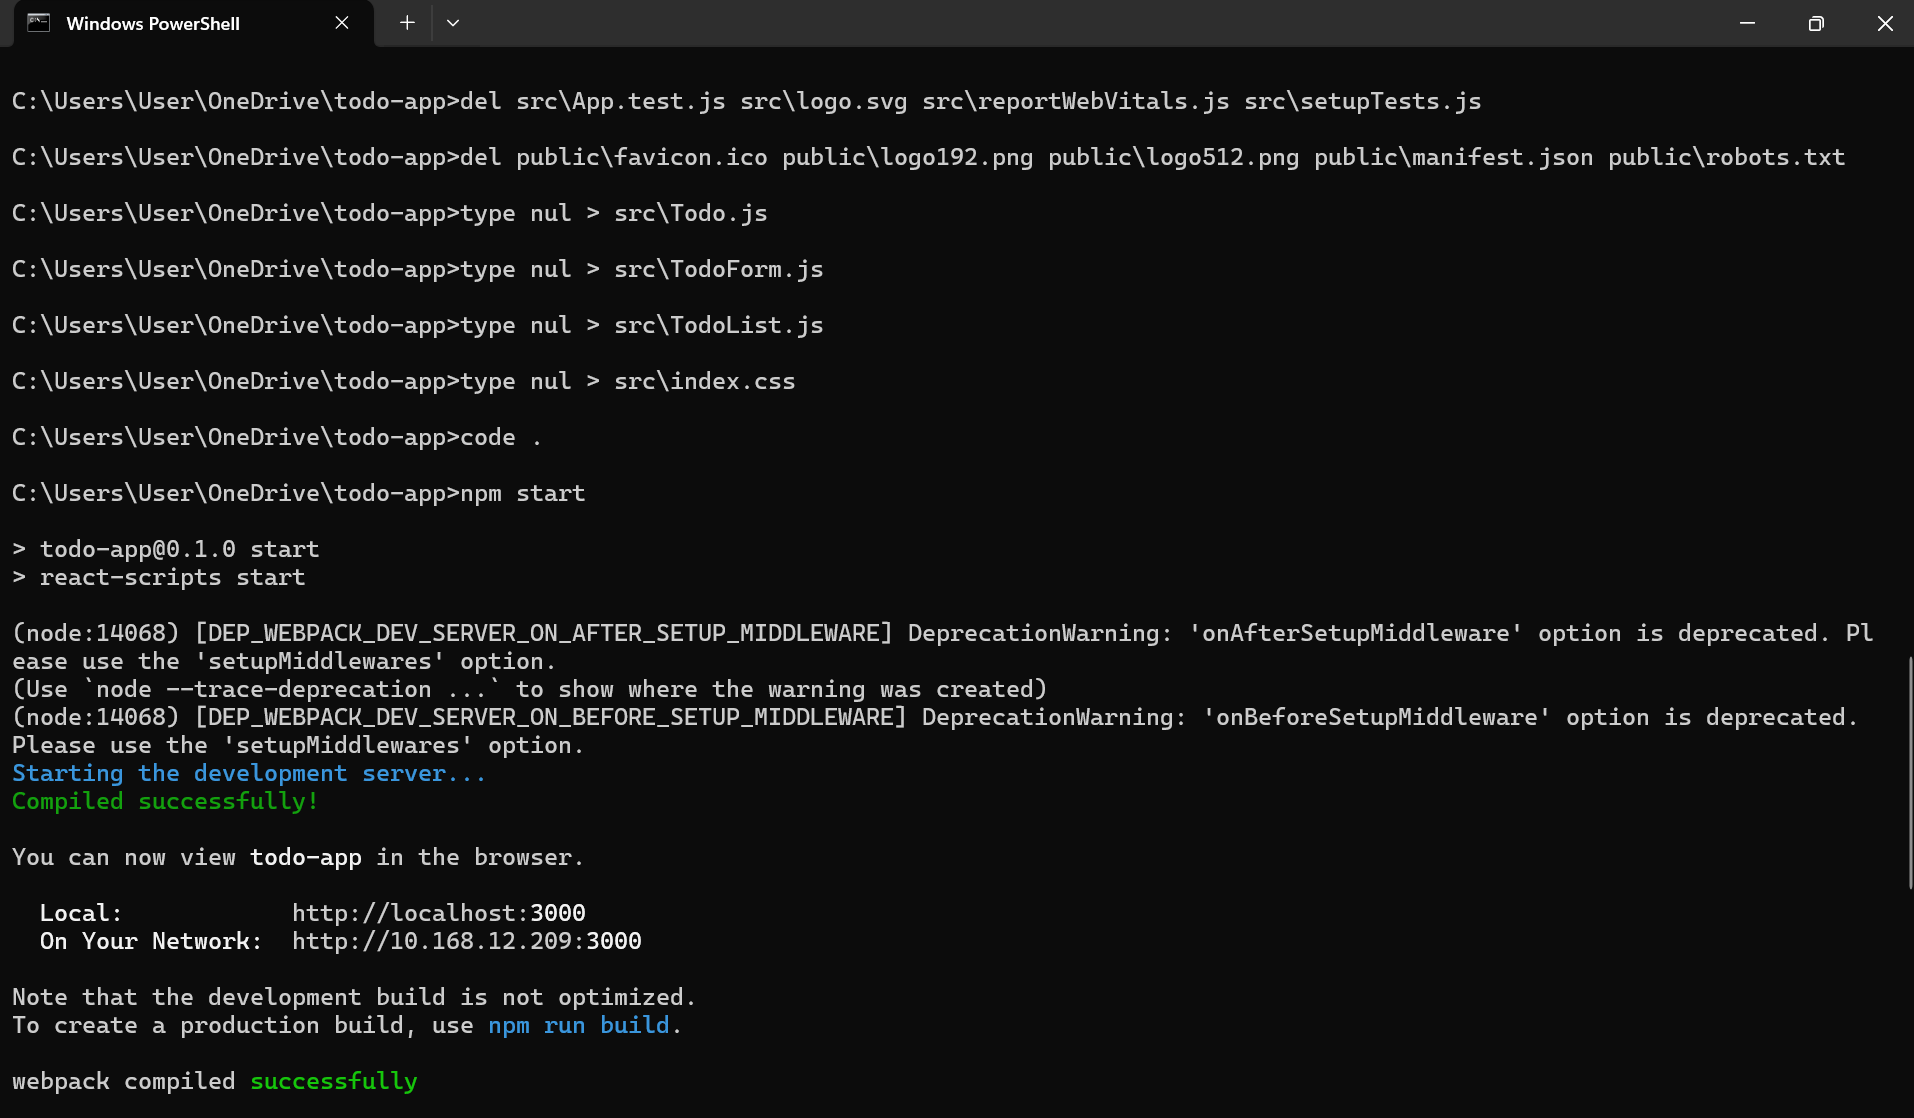 Windows PowerShell
C:\Users\User\OneDrive\todo-app>del src\App.test.js src\logo.svg src\reportWebVitals.js src\setupTests.js
C:\Users\User\OneDrive\todo-app>del public\favicon.ico public\logo192.png public\logo512.png public\manifest.json public\robots.txt
C:\Users\User\OneDrive\todo-app>type nul > src\Todo.js
C:\Users\User\OneDrive\todo-app>type nul > src\TodoForm.js
C:\Users\User\OneDrive\todo-app>type nul > src\TodoList.js
C:\Users\User\OneDrive\todo-app>type nul > src\index.css
C:\Users\User\OneDrive\todo-app>code .
C:\Users\User\OneDrive\todo-app>npm start
> todo-app@0.1.0 start
> react-scripts start
(node:14068) [DEP_WEBPACK_DEV_SERVER_ON_AFTER_SETUP_MIDDLEWARE] DeprecationWarning: 'onAfterSetupMiddleware' option is deprecated. Pl
ease use the 'setupMiddlewares' option.
(Use `node --trace-deprecation ...` to show where the warning was created)
(node:14068) [DEP_WEBPACK_DEV_SERVER_ON_BEFORE_SETUP_MIDDLEWARE] DeprecationWarning: 'onBeforeSetupMiddleware' option is deprecated.
Please use the 'setupMiddlewares' option.
Starting the development server...
Compiled successfully!
You can now view todo-app in the browser.
Local: http://localhost:3000
On Your Network: http://10.168.12.209:3000
Note that the development build is not optimized.
To create a production build, use npm run build.
webpack compiled successfully